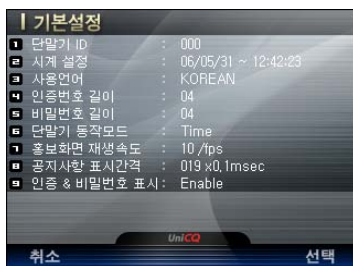 기본설정
1 단말기 ID : 000
2 시계 설정 : 06/05/31 ~ 12:42:23
3 사용언어 : KOREAN
4 인증번호 길이 : 04
5 비밀번호 길이 : 04
6 단말기 동작모드 : Time
7 홍보화면 재생속도 : 10 /fps
8 공지사항 표시간격 : 019 x0,1msec
9 인증 & 비밀번호 표시 : Enable
UniCQ
취소 선택